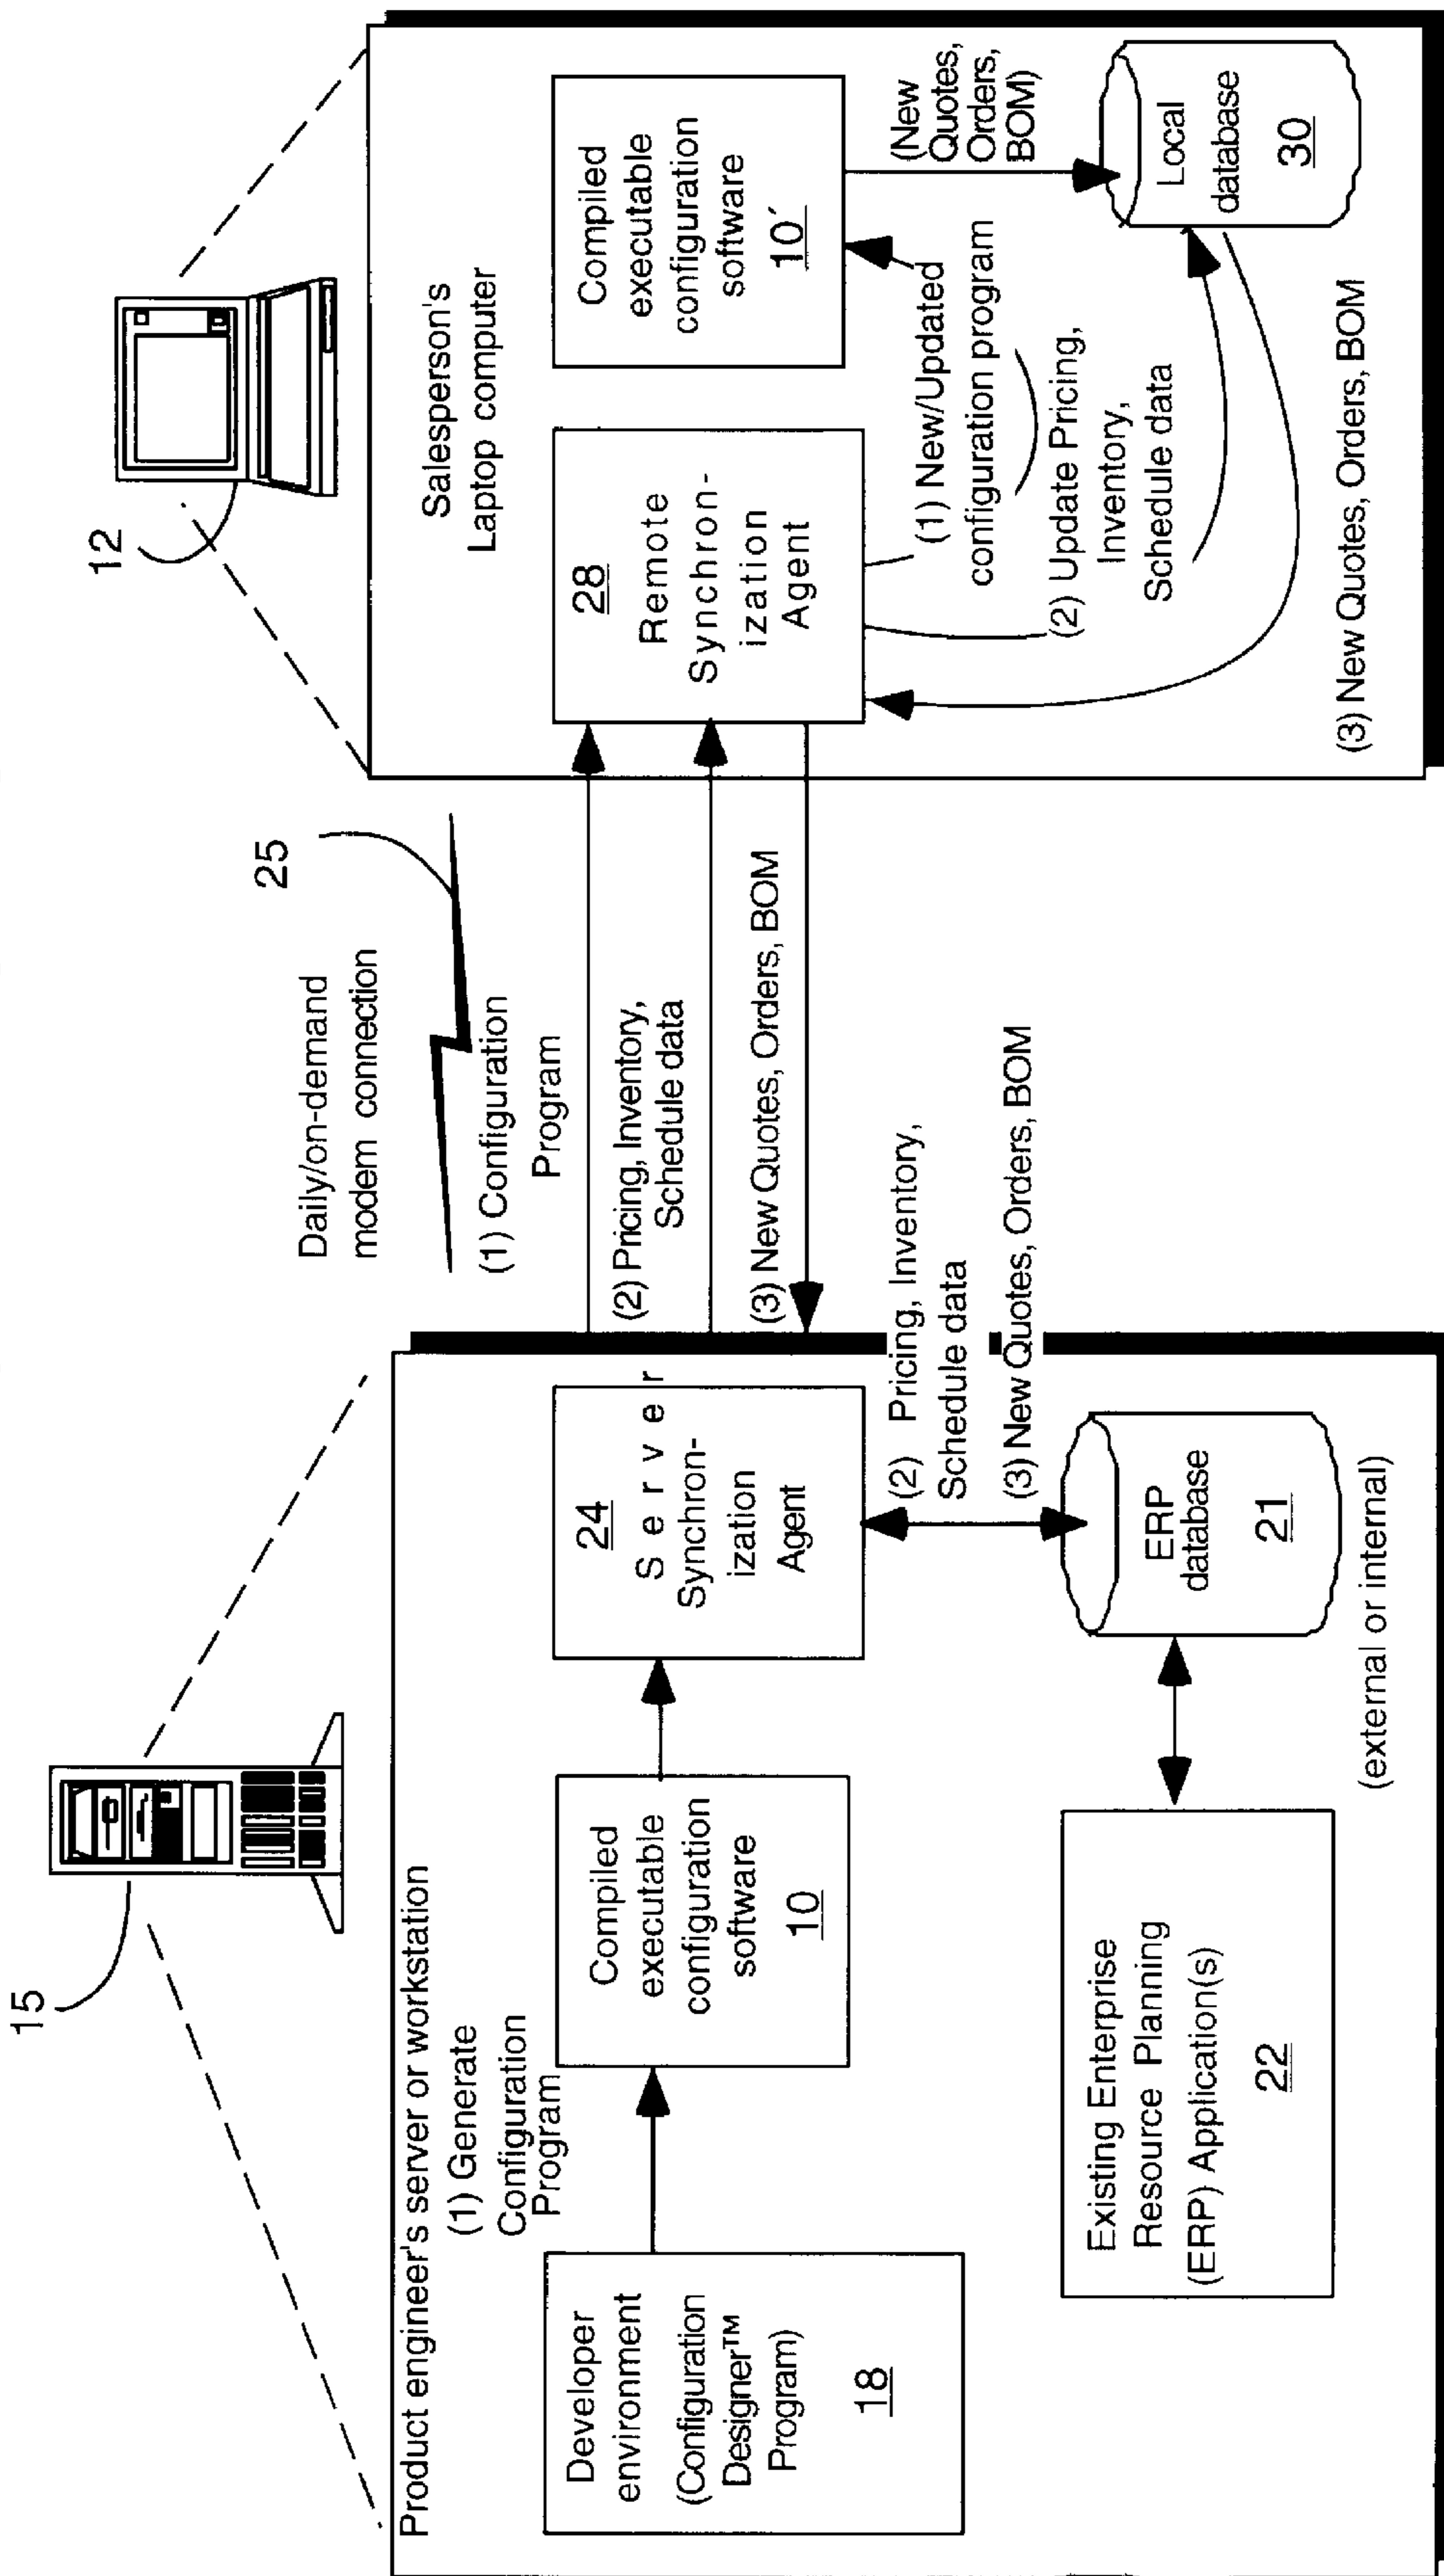 15
Product engineer's server or workstation
(1) Generate
Configuration
Program
Developer
environment
(Configuration
Designer™
Program)
18
Compiled
executable
configuration
software
10
24
Server
Synchron-
ization
Agent
Existing Enterprise
Resource Planning
(ERP) Application(s)
22
ERP
database
21
(external or internal)
(2) Pricing, Inventory,
Schedule data
(3) New Quotes, Orders, BOM
Daily/on-demand
modem connection
25
(1) Configuration
Program
(2) Pricing, Inventory,
Schedule data
(3) New Quotes, Orders, BOM
12
Salesperson's
Laptop computer
28
Remote
Synchron-
ization
Agent
Compiled
executable
configuration
software
10′
(1) New/Updated
configuration program
(2) Update Pricing,
Inventory,
Schedule data
(New
Quotes,
Orders,
BOM)
Local
database
30
(3) New Quotes, Orders, BOM